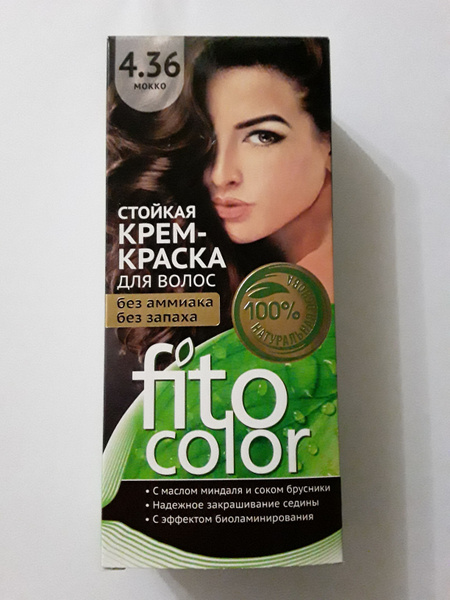 4.36
МОККО
СТОЙКАЯ
КРЕМ-
КРАСКА
ДЛЯ ВОЛОС
без аммиака
без запаха
100%
НАТУРАЛЬНАЯ
fito
color
• С маслом миндаля и соком брусники
• Надежное закрашивание седины
• С эффектом биоламинирования